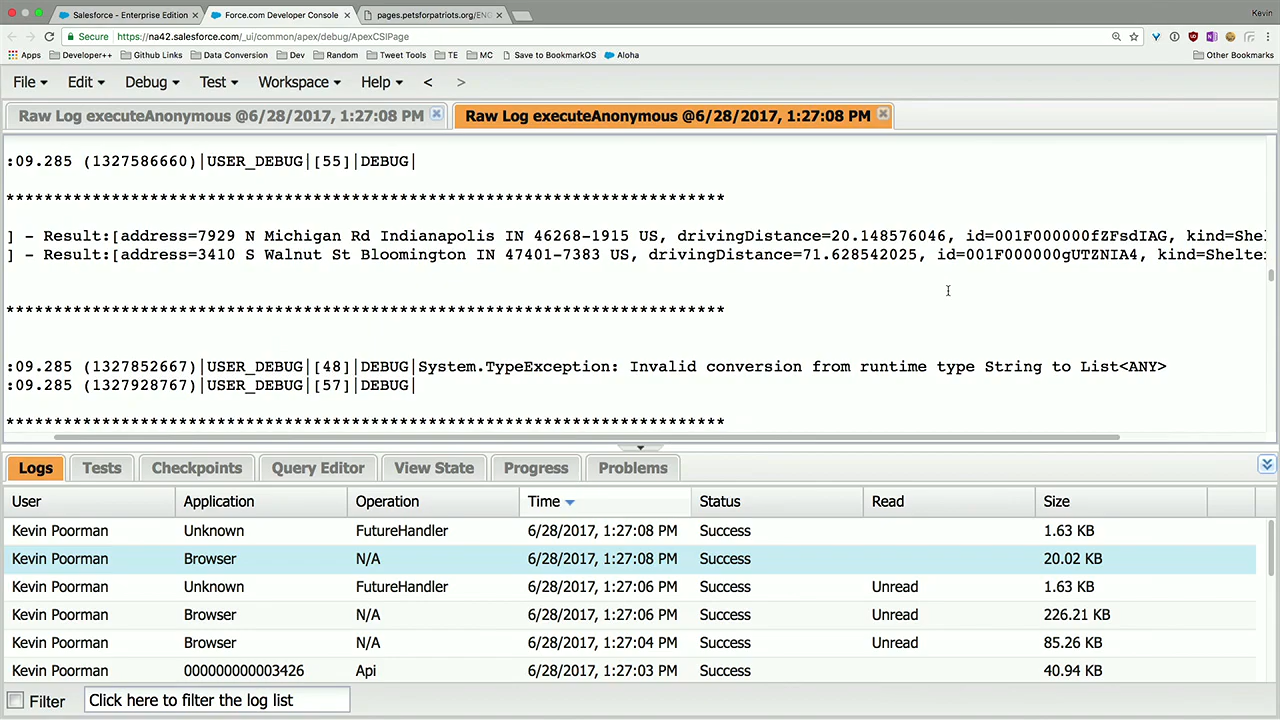 Salesforce - Enterprise Edition
Force.com Developer Console
pages.petsforpatriots.org/ENG
Kevin
Secure
https://na42.salesforce.com/_ui/common/apex/debug/ApexCSIPage
Apps Developer++ Github Links Data Conversion Dev Random Tweet Tools TE MC Save to BookmarkOS Aloha Other Bookmarks
File Edit Debug Test Workspace Help < >
Raw Log executeAnonymous @6/28/2017, 1:27:08 PM Raw Log executeAnonymous @6/28/2017, 1:27:08 PM
:09.285 (1327586660)|USER_DEBUG|[55]|DEBUG|
***************************************************************************
] - Result:[address=7929 N Michigan Rd Indianapolis IN 46268-1915 US, drivingDistance=20.148576046, id=001F000000fZFsdIAG, kind=Shel
] - Result:[address=3410 S Walnut St Bloomington IN 47401-7383 US, drivingDistance=71.628542025, id=001F000000gUTZNIA4, kind=Shelte
***************************************************************************
:09.285 (1327852667)|USER_DEBUG|[48]|DEBUG|System.TypeException: Invalid conversion from runtime type String to List<ANY>
:09.285 (1327928767)|USER_DEBUG|[57]|DEBUG|
***************************************************************************
Logs Tests Checkpoints Query Editor View State Progress Problems
User Application Operation Time Status Read Size
Kevin Poorman Unknown FutureHandler 6/28/2017, 1:27:08 PM Success 1.63 KB
Kevin Poorman Browser N/A 6/28/2017, 1:27:08 PM Success 20.02 KB
Kevin Poorman Unknown FutureHandler 6/28/2017, 1:27:06 PM Success Unread 1.63 KB
Kevin Poorman Browser N/A 6/28/2017, 1:27:06 PM Success Unread 226.21 KB
Kevin Poorman Browser N/A 6/28/2017, 1:27:04 PM Success Unread 85.26 KB
Kevin Poorman 000000000003426 Api 6/28/2017, 1:27:03 PM Success 40.94 KB
Filter Click here to filter the log list